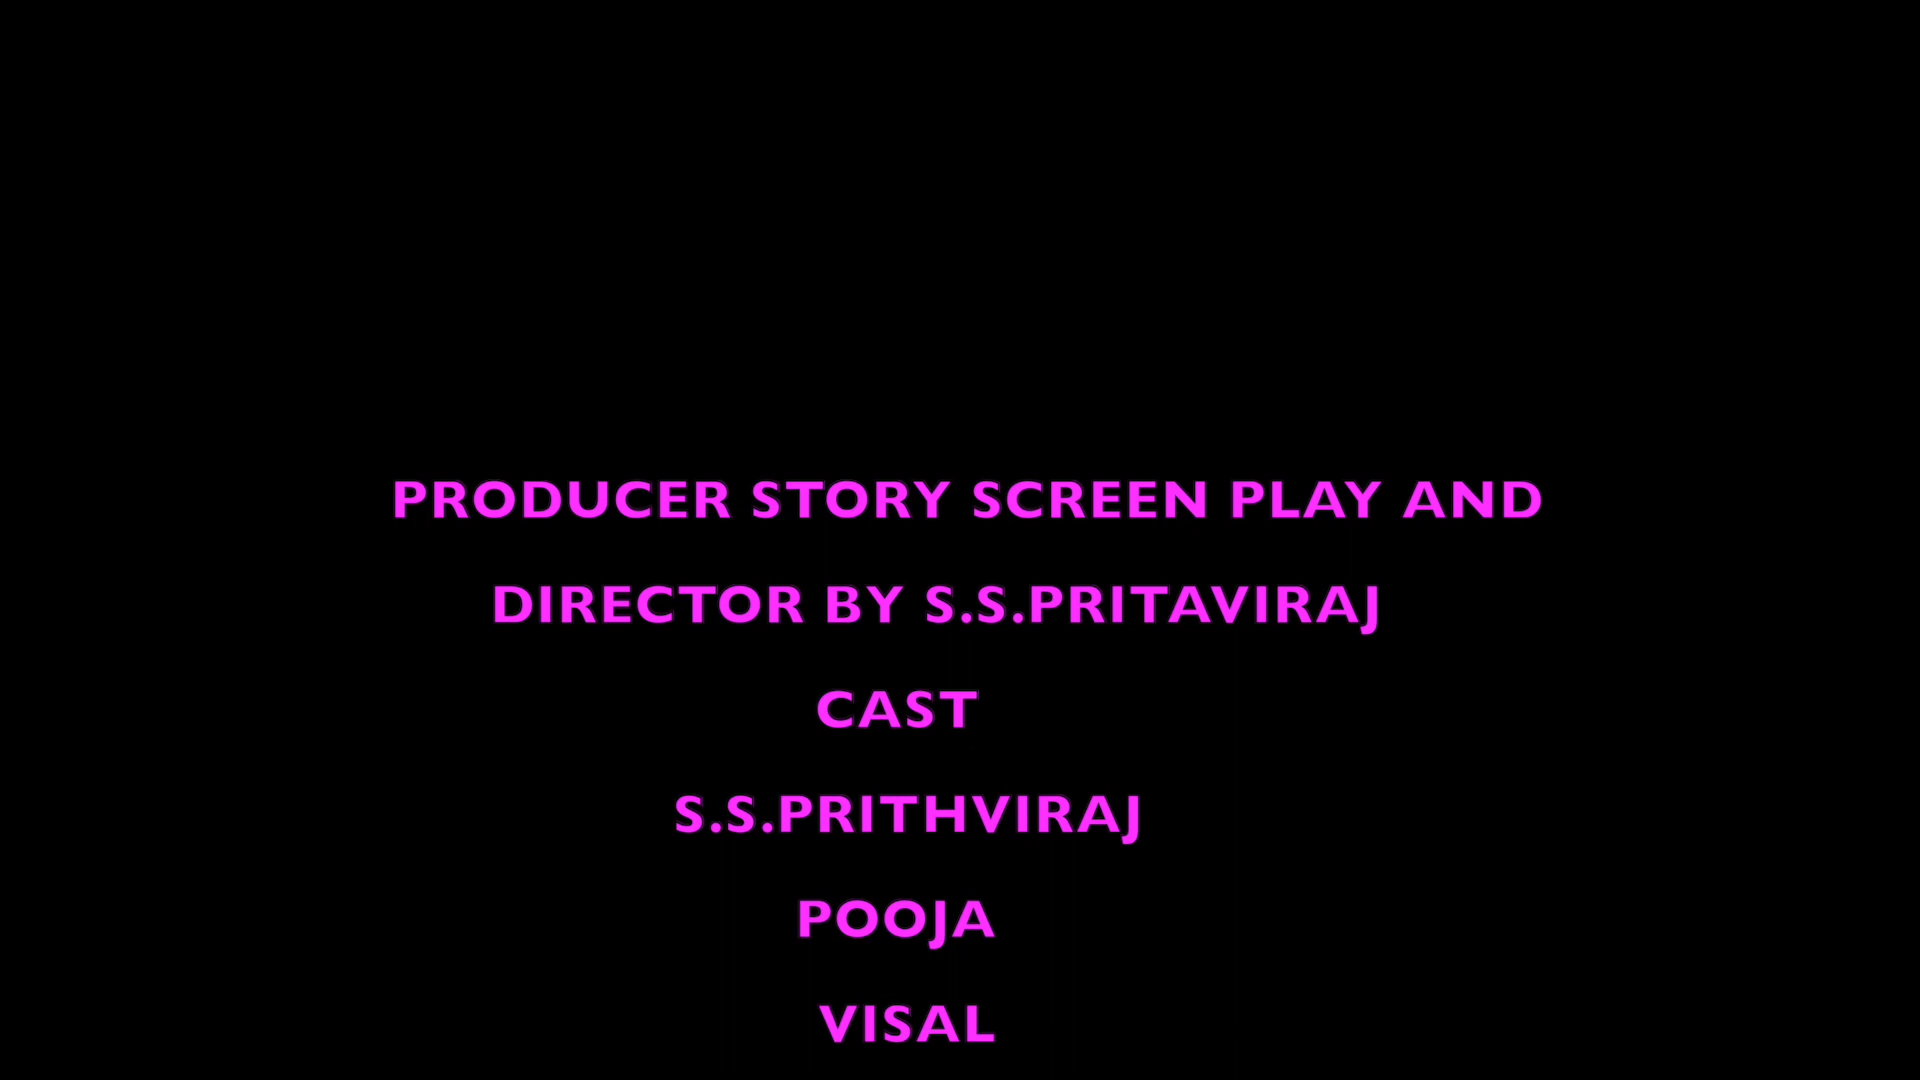 PRODUCER STORY SCREEN PLAY AND
DIRECTOR BY S.S.PRITAVIRAJ
CAST
S.S.PRITHVIRAJ
POOJA
VISAL